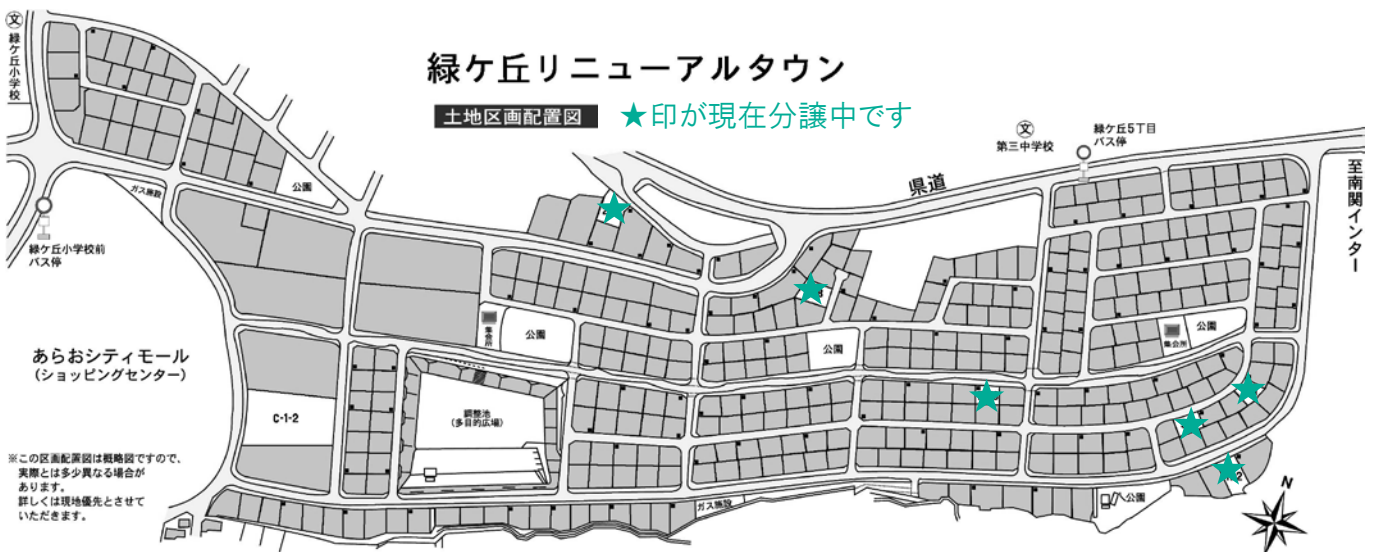 緑ケ丘リニューアルタウン
土地区画配置図
★印が現在分譲中です
文
緑ケ丘小学校
公園
ガス施設
緑ケ丘小学校前
バス停
文
第三中学校
緑ケ丘5丁目
バス停
県道
至南関インター
集会所
公園
公園
集会所
公園
あらおシティモール
(ショッピングセンター)
C-1-2
調整池
(多目的広場)
ガス施設
公園
※この区画配置図は概略図ですので、
実際とは多少異なる場合が
あります。
詳しくは現地優先とさせて
いただきます。
N